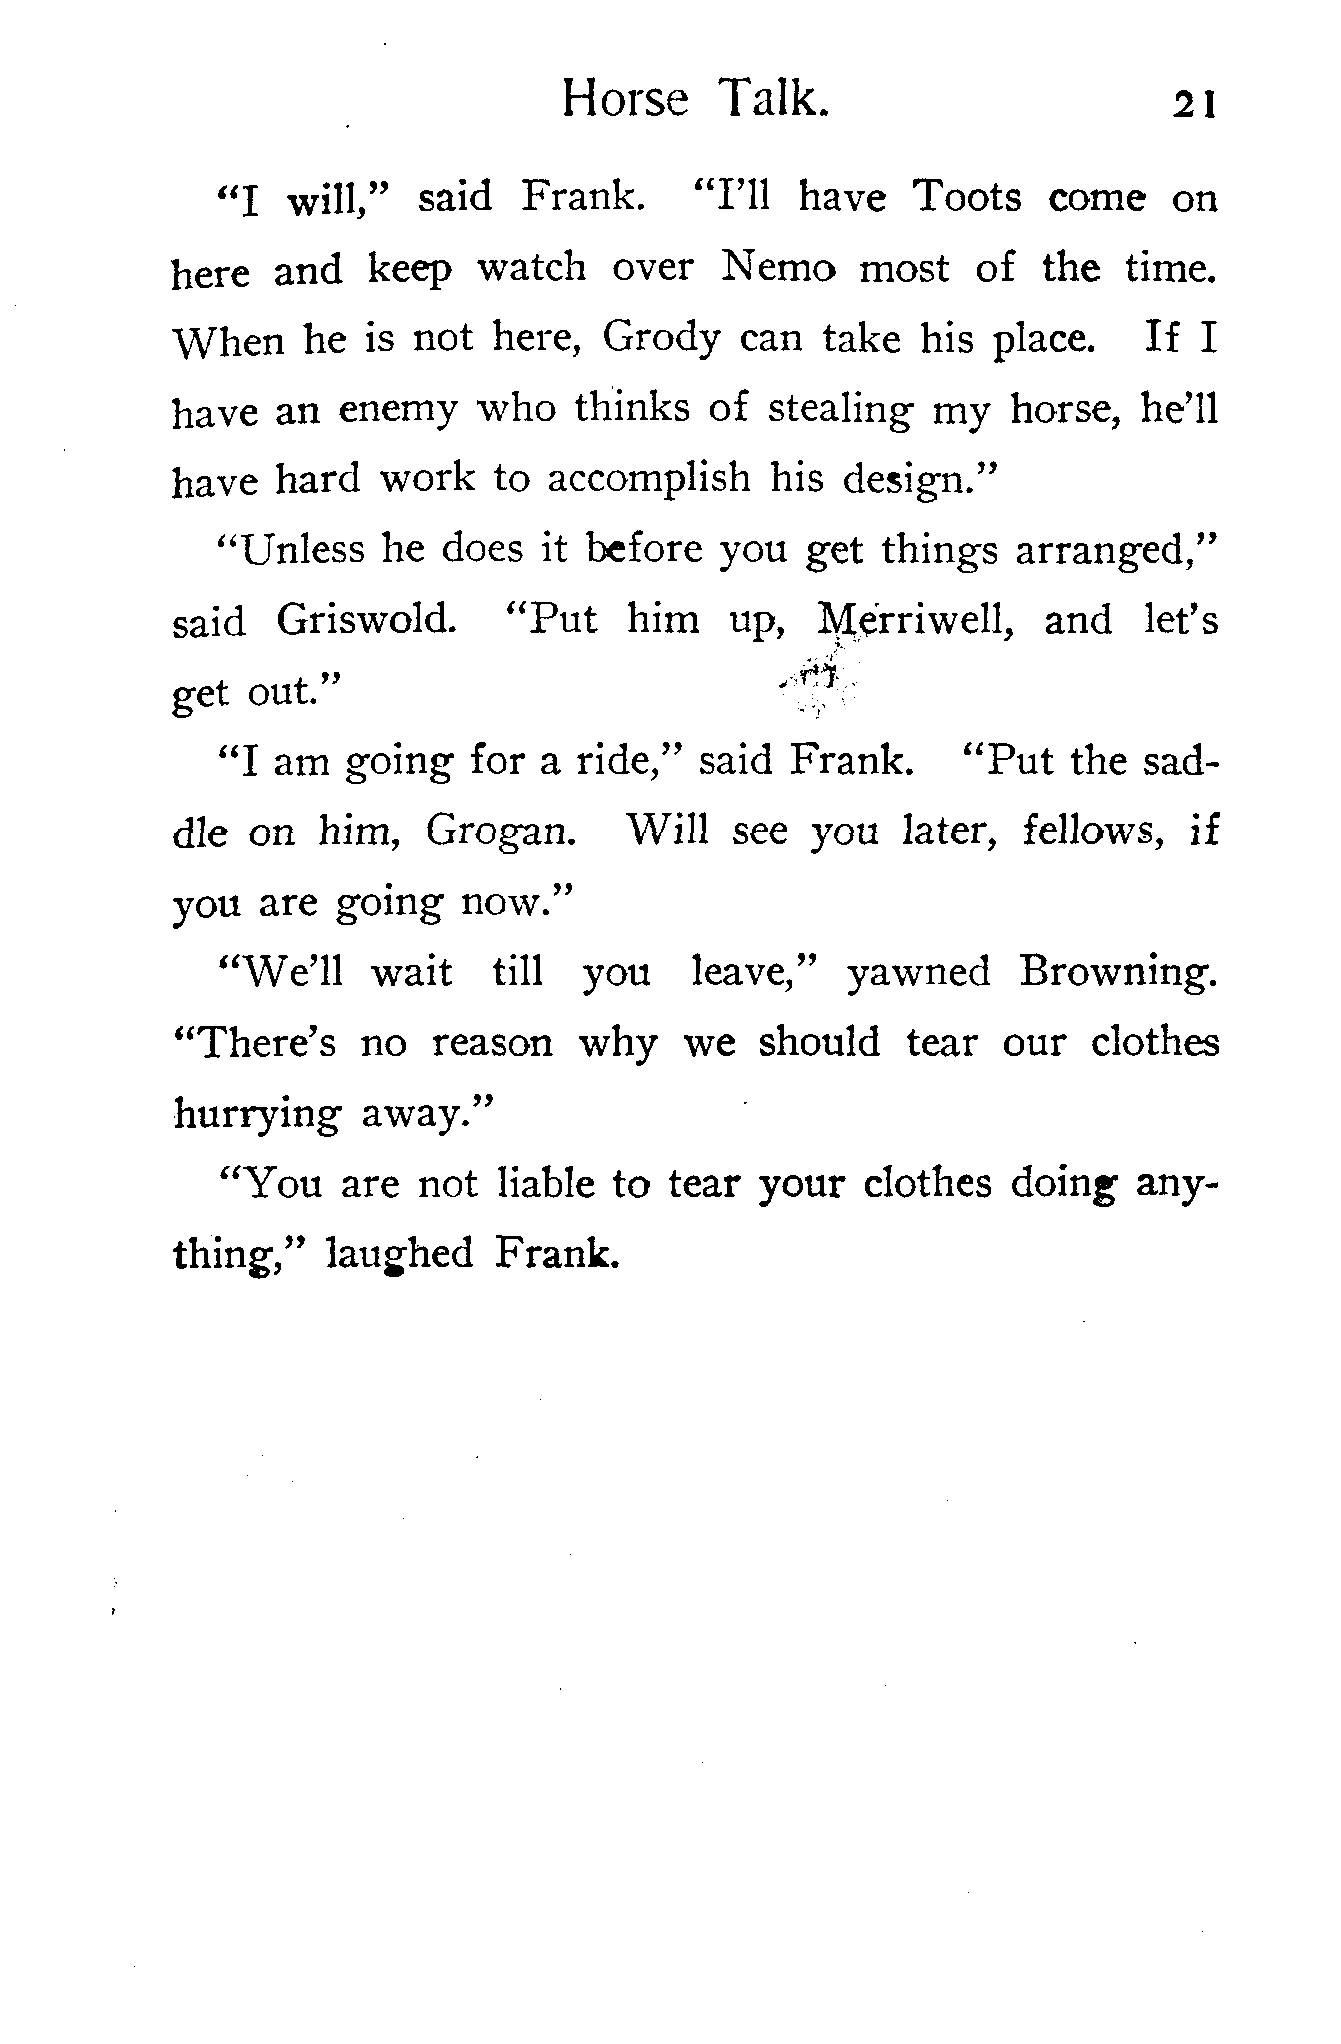 Horse Talk. 21
“I will,” said Frank. “I’ll have Toots come on
here and keep watch over Nemo most of the time.
When he is not here, Grody can take his place. If I
have an enemy who thinks of stealing my horse, he’ll
have hard work to accomplish his design.”
“Unless he does it before you get things arranged,”
said Griswold. “Put him up, Merriwell, and let’s
get out.”
“I am going for a ride,” said Frank. “Put the sad-
dle on him, Grogan. Will see you later, fellows, if
you are going now.”
“We’ll wait till you leave,” yawned Browning.
“There’s no reason why we should tear our clothes
hurrying away.”
“You are not liable to tear your clothes doing any-
thing,” laughed Frank.